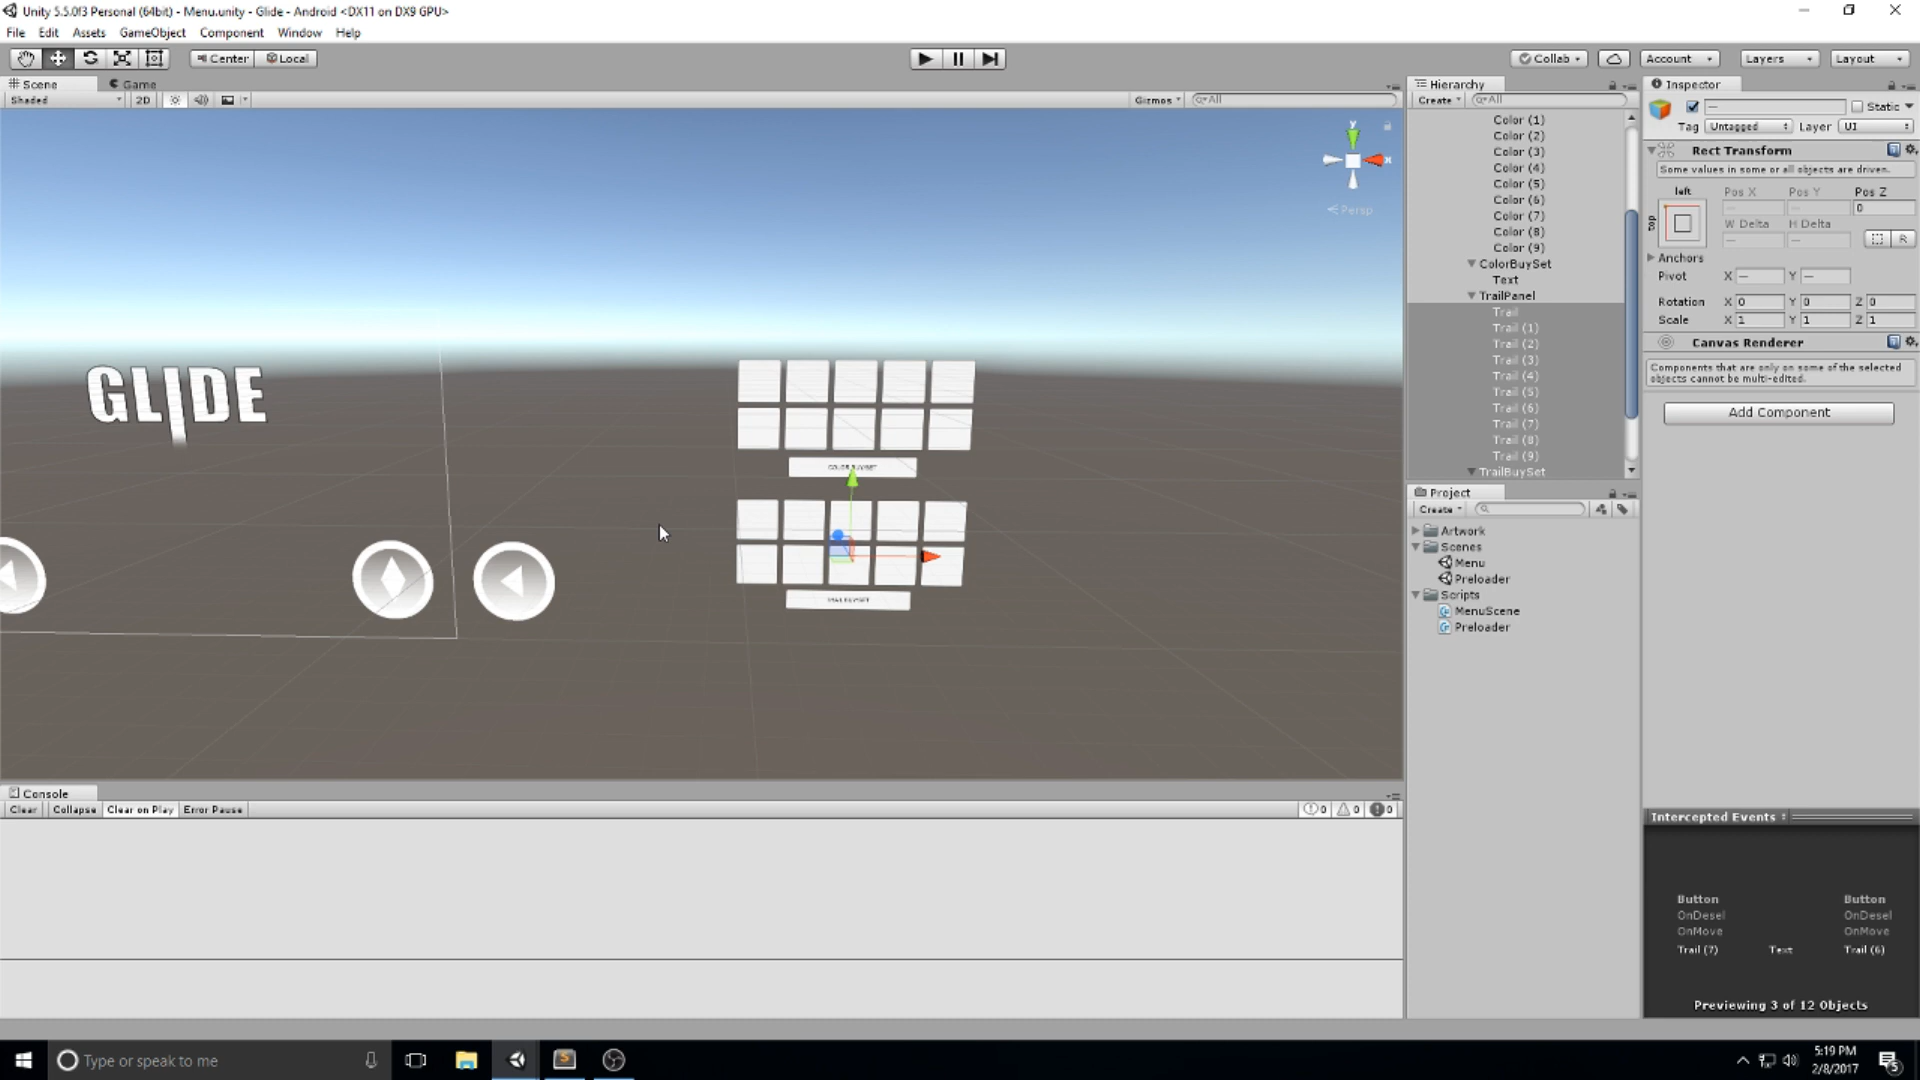 Unity 5.5.0f3 Personal (64bit) - Menu.unity - Glide - Android <DX11 on DX9 GPU>
File Edit Assets GameObject Component Window Help
Center Local Collab Account Layers Layout
Scene Game
Shaded 2D Gizmos All
GLIDE
y
x
Persp
COLOR BUYSET
TRAIL BUYSET
Hierarchy
Create All
Color (1)
Color (2)
Color (3)
Color (4)
Color (5)
Color (6)
Color (7)
Color (8)
Color (9)
ColorBuySet
Text
TrailPanel
Trail
Trail (1)
Trail (2)
Trail (3)
Trail (4)
Trail (5)
Trail (6)
Trail (7)
Trail (8)
Trail (9)
TrailBuySet
Project
Create
Artwork
Scenes
Menu
Preloader
Scripts
MenuScene
Preloader
Inspector
— Static
Tag Untagged Layer UI
Rect Transform
Some values in some or all objects are driven.
left Pos X Pos Y Pos Z
top — — 0
W Delta H Delta
— — R
Anchors
Pivot X — Y —
Rotation X 0 Y 0 Z 0
Scale X 1 Y 1 Z 1
Canvas Renderer
Components that are only on some of the selected
objects cannot be multi-edited.
Add Component
Intercepted Events
Button Button
OnDesel OnDesel
OnMove OnMove
Trail (7) Text Trail (6)
Previewing 3 of 12 Objects
Console
Clear Collapse Clear on Play Error Pause 0 0 0
Type or speak to me
5:19 PM
2/8/2017
5